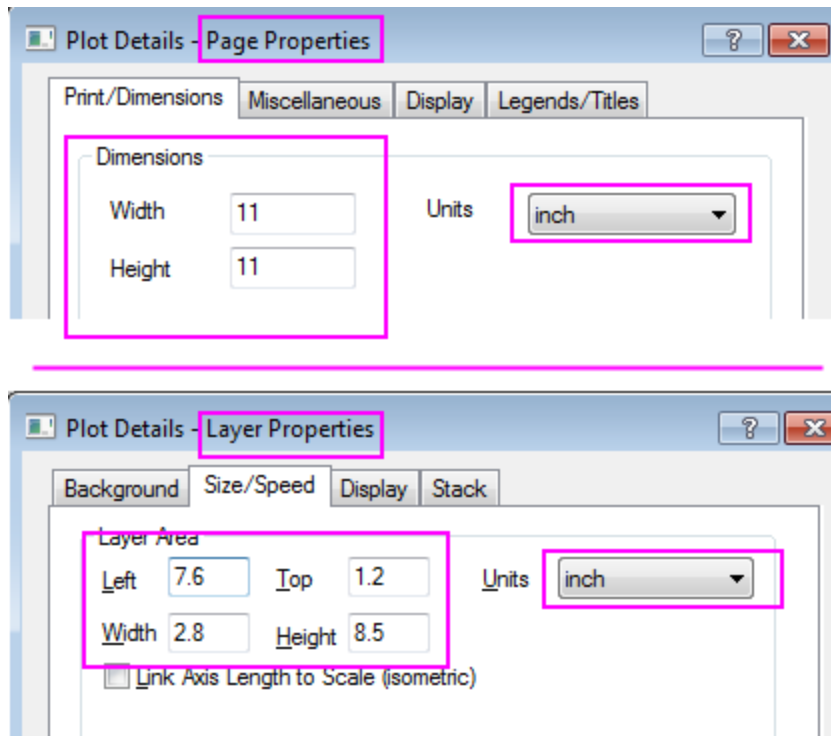 Plot Details - Page Properties
Print/Dimensions Miscellaneous Display Legends/Titles
Dimensions
Width 11 Units inch
Height 11
Plot Details - Layer Properties
Background Size/Speed Display Stack
Layer Area
Left 7.6 Top 1.2 Units inch
Width 2.8 Height 8.5
Link Axis Length to Scale (isometric)